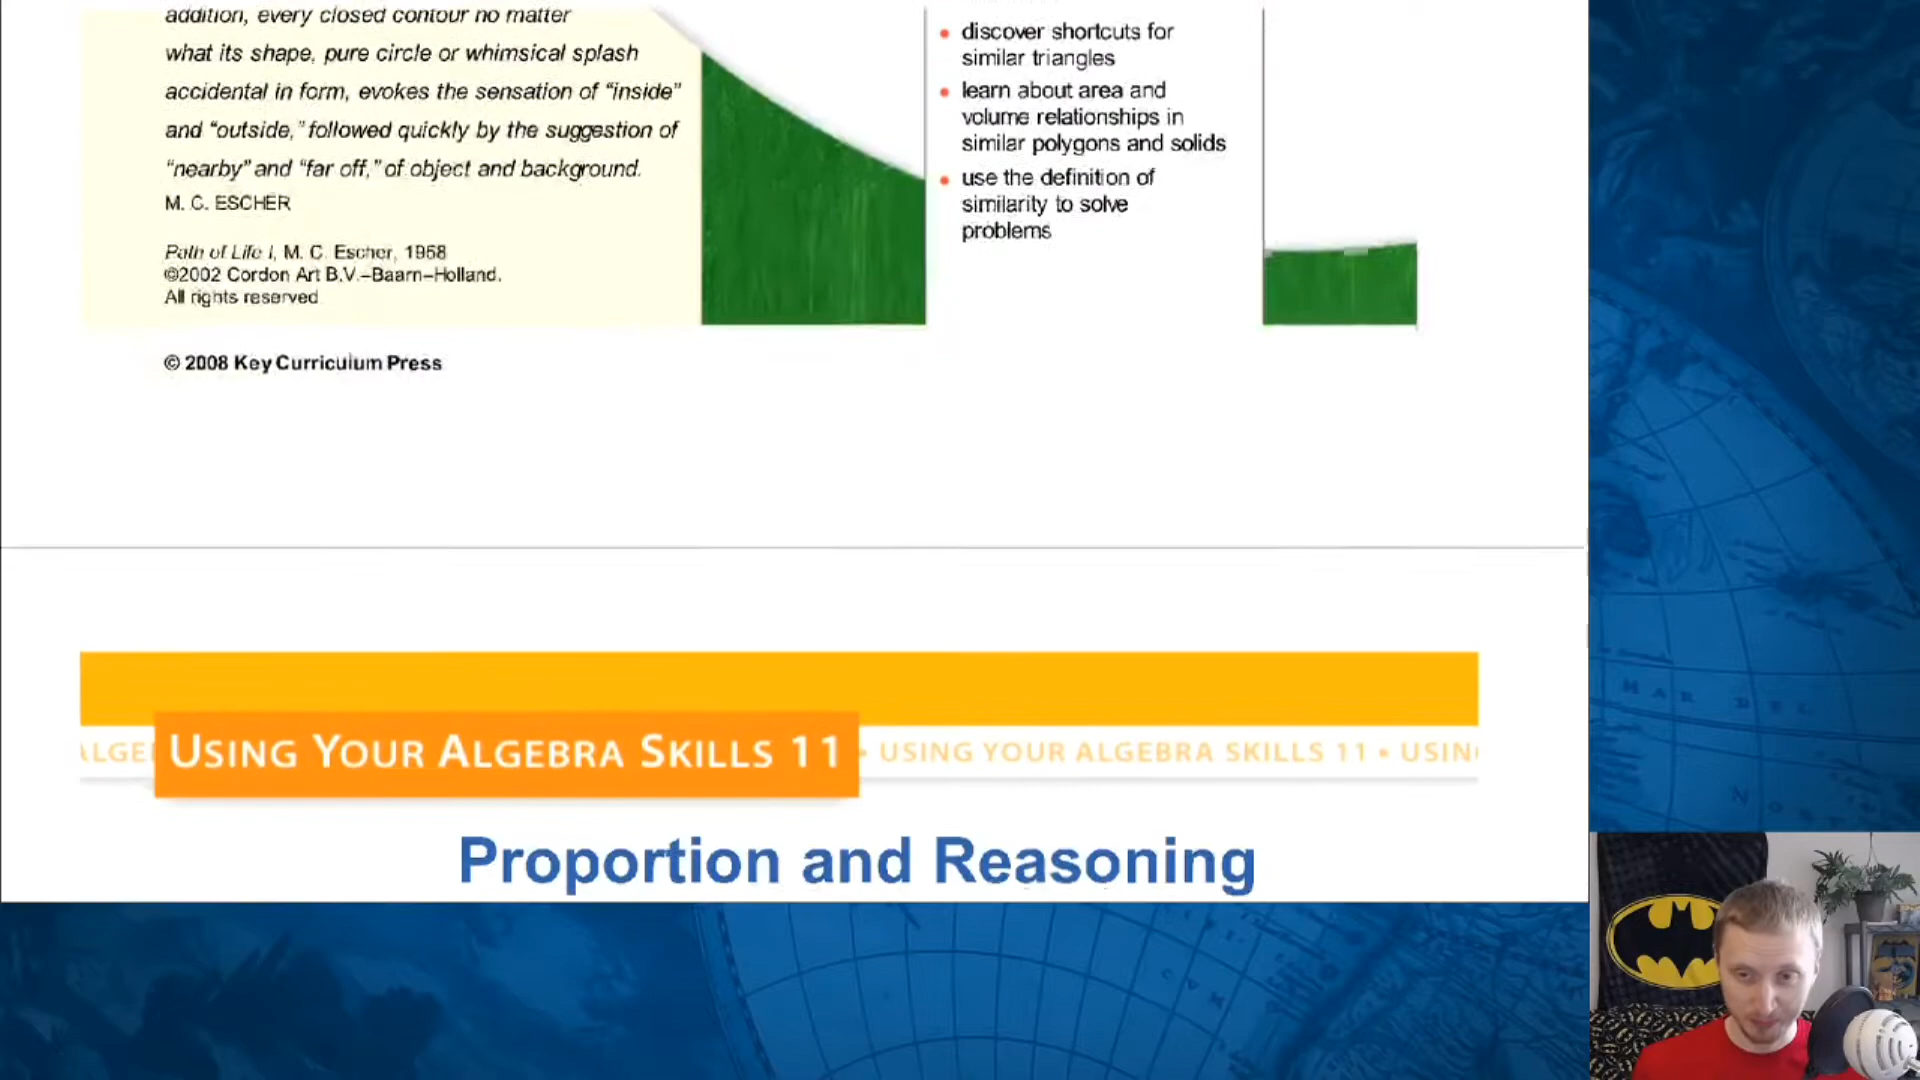 addition, every closed contour no matter
what its shape, pure circle or whimsical splash
accidental in form, evokes the sensation of “inside”
and “outside,” followed quickly by the suggestion of
“nearby” and “far off,” of object and background.
M. C. ESCHER
Path of Life I, M. C. Escher, 1958
©2002 Cordon Art B.V.–Baarn–Holland.
All rights reserved
© 2008 Key Curriculum Press
• discover shortcuts for
similar triangles
• learn about area and
volume relationships in
similar polygons and solids
• use the definition of
similarity to solve
problems
ALGE USING YOUR ALGEBRA SKILLS 11 • USING YOUR ALGEBRA SKILLS 11 • USING
Proportion and Reasoning
MAR DEL